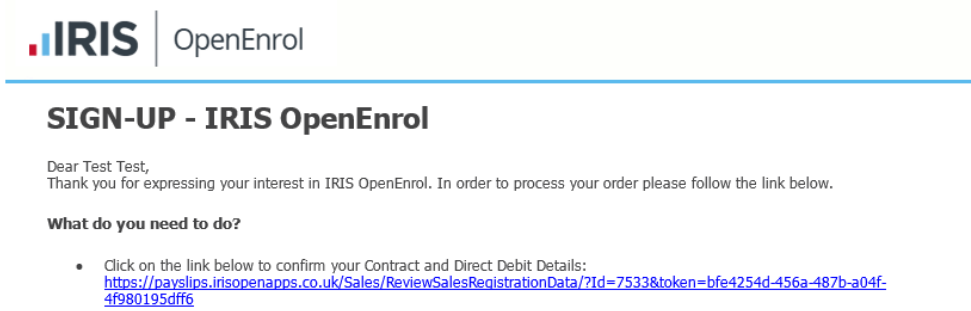 IRIS OpenEnrol
SIGN-UP - IRIS OpenEnrol
Dear Test Test,
Thank you for expressing your interest in IRIS OpenEnrol. In order to process your order please follow the link below.
What do you need to do?
• Click on the link below to confirm your Contract and Direct Debit Details:
https://payslips.irisopenapps.co.uk/Sales/ReviewSalesRegistrationData/?Id=7533&token=bfe4254d-456a-487b-a04f-
4f980195dff6